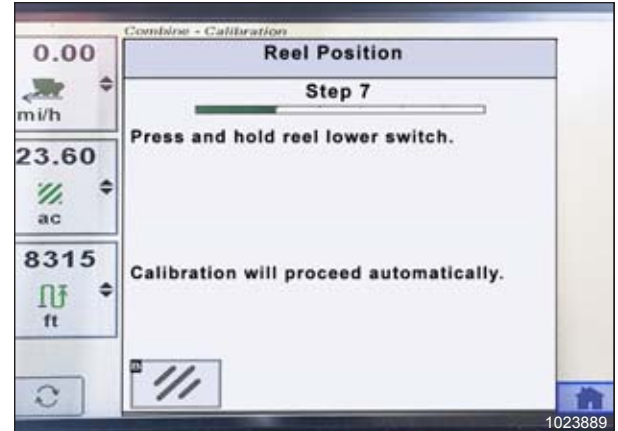 Combine - Calibration
Reel Position
Step 7
Press and hold reel lower switch.
Calibration will proceed automatically.
0.00
mi/h
23.60
ac
8315
ft
1023889